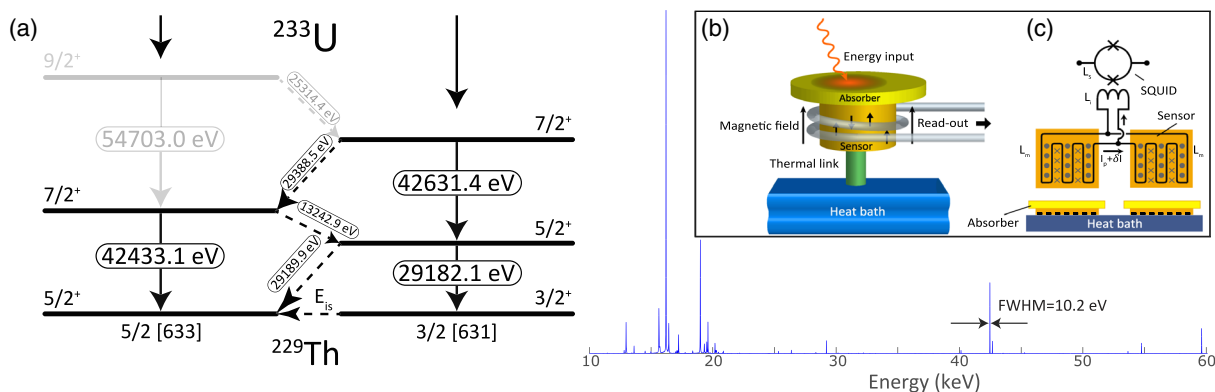 (a)
233U
9/2+
25314.4 eV
54703.0 eV
7/2+
29388.5 eV
42631.4 eV
7/2+
13242.9 eV
5/2+
42433.1 eV
29189.9 eV
29182.1 eV
5/2+
Eis
3/2+
5/2 [633]
3/2 [631]
229Th
(b)
Energy input
Absorber
Magnetic field
Read-out
Sensor
Thermal link
Heat bath
(c)
Ls
SQUID
Li
Sensor
Lm
Ip+δI
Lm
Absorber
Heat bath
FWHM=10.2 eV
10 20 30 40 50 60
Energy (keV)